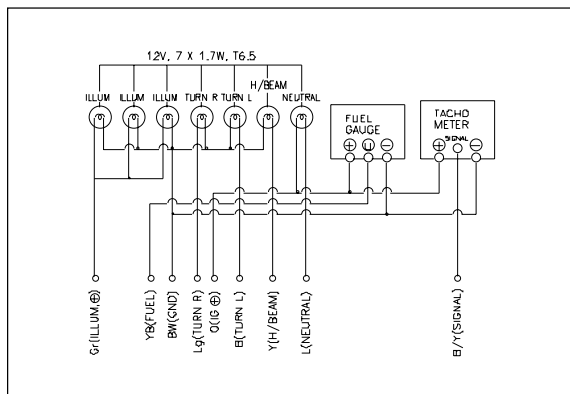 12V, 7 X 1.7W, T6.5
H/BEAM
ILLUM ILLUM ILLUM TURN R TURN L NEUTRAL
FUEL GAUGE
⊕ U ⊖
TACHO METER
⊕ SIGNAL ⊖
Gr(ILLUM,⊕)
YB(FUEL)
BW(GND)
Lg(TURN R)
O(IG ⊕)
B(TURN L)
Y(H/BEAM)
L(NEUTRAL)
B/Y(SIGNAL)